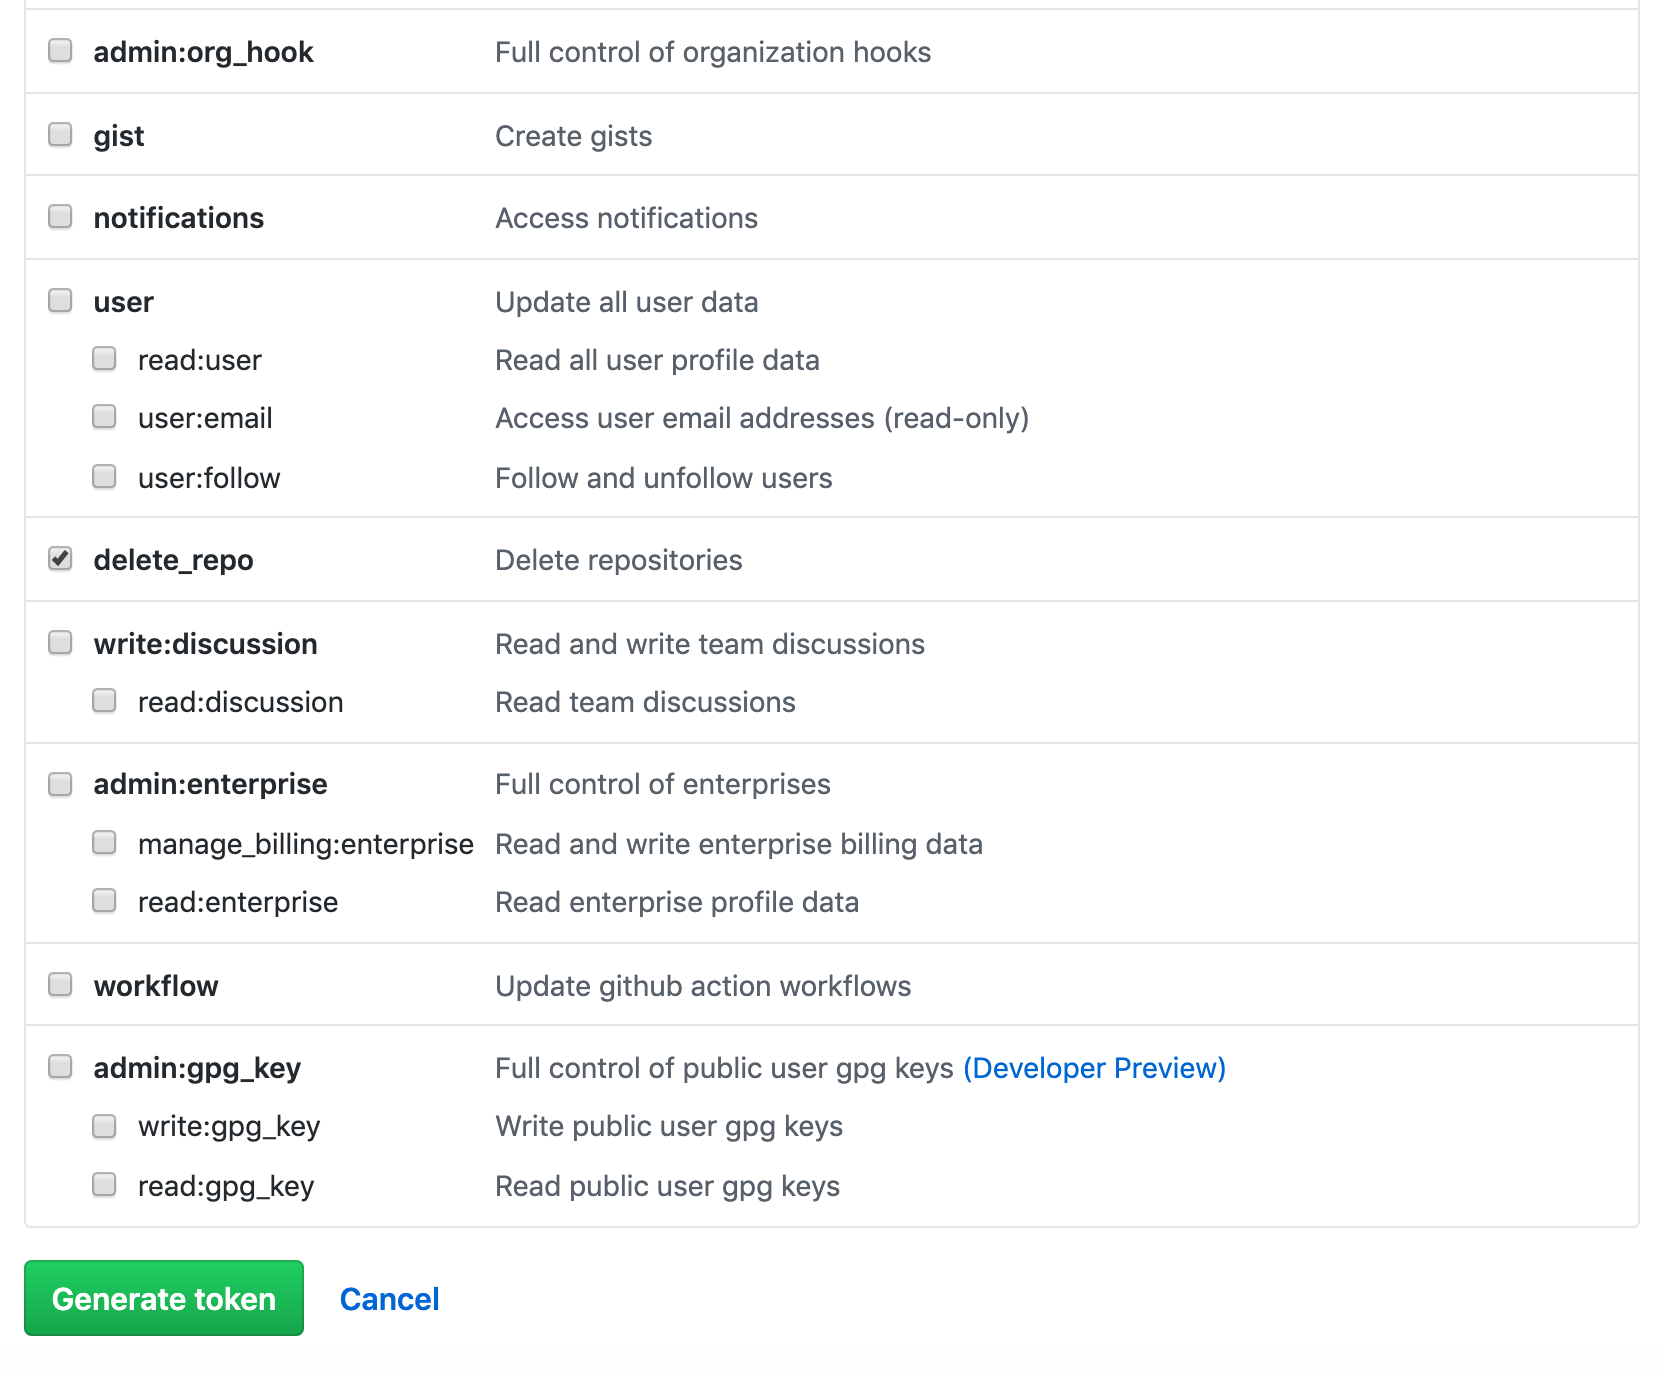 admin:org_hook Full control of organization hooks
gist Create gists
notifications Access notifications
user Update all user data
read:user Read all user profile data
user:email Access user email addresses (read-only)
user:follow Follow and unfollow users
delete_repo Delete repositories
write:discussion Read and write team discussions
read:discussion Read team discussions
admin:enterprise Full control of enterprises
manage_billing:enterprise Read and write enterprise billing data
read:enterprise Read enterprise profile data
workflow Update github action workflows
admin:gpg_key Full control of public user gpg keys (Developer Preview)
write:gpg_key Write public user gpg keys
read:gpg_key Read public user gpg keys
Generate token Cancel